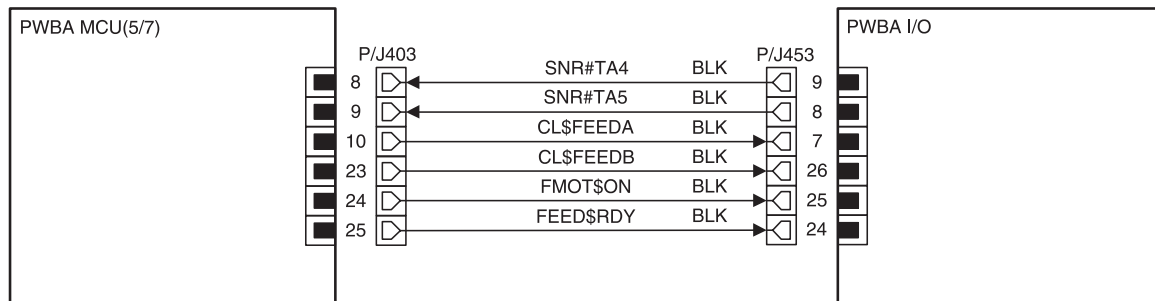 PWBA MCU(5/7) PWBA I/O
P/J403 P/J453
8 SNR#TA4 BLK 9
9 SNR#TA5 BLK 8
10 CL$FEEDA BLK 7
23 CL$FEEDB BLK 26
24 FMOT$ON BLK 25
25 FEED$RDY BLK 24